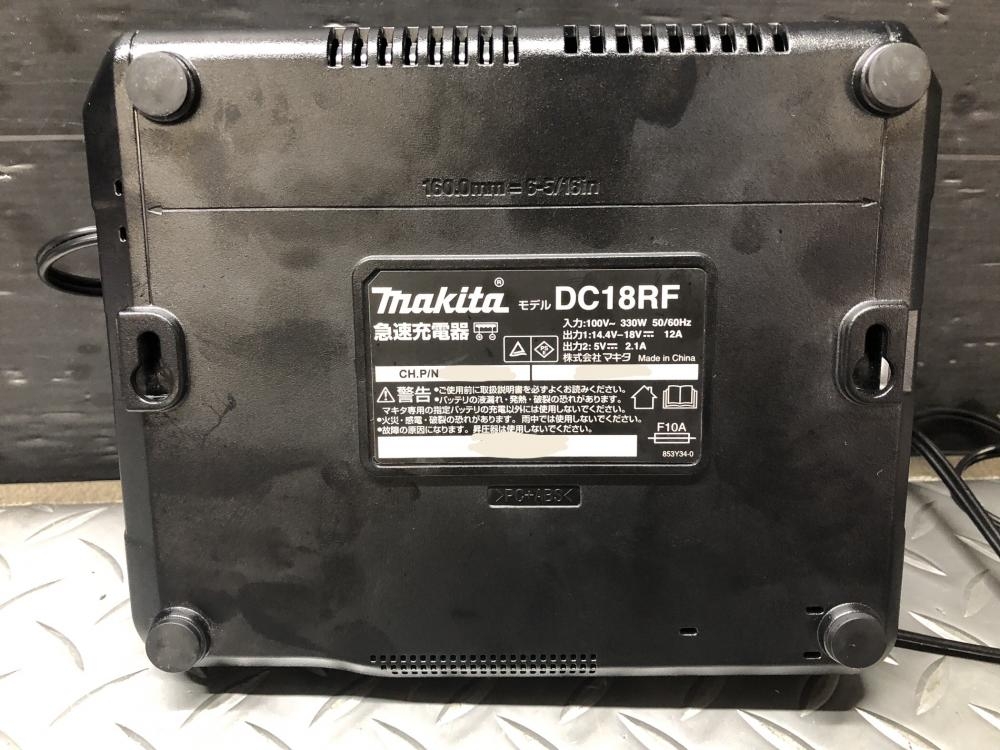 160.0mm = 6-5/16in
makita® モデル DC18RF
急速充電器
入力:100V~ 330W 50/60Hz
出力1:14.4V-18V⎓ 12A
出力2: 5V⎓ 2.1A
株式会社マキタ Made in China
PS E
CH.P/N
⚠警告 •ご使用前に取扱説明書を必ずよくお読みください。
•バッテリの液漏れ・発熱・破裂の恐れがあります。
マキタ専用の指定バッテリの充電以外には使用しないでください。
•火災・感電・破裂の恐れがあります。雨中では使用しないでください。
•故障の原因になります。昇圧器は使用しないでください。
F10A
853Y34-0
>PC+ABS<